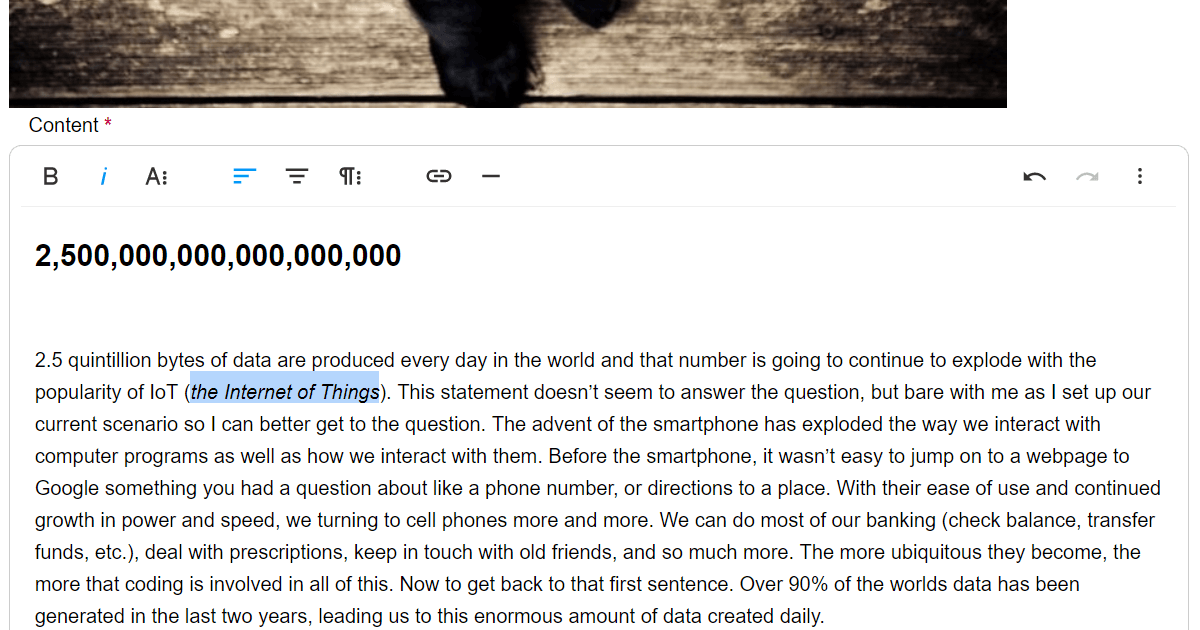 Content *
B i A
2,500,000,000,000,000,000
2.5 quintillion bytes of data are produced every day in the world and that number is going to continue to explode with the
popularity of IoT (the Internet of Things). This statement doesn’t seem to answer the question, but bare with me as I set up our
current scenario so I can better get to the question. The advent of the smartphone has exploded the way we interact with
computer programs as well as how we interact with them. Before the smartphone, it wasn’t easy to jump on to a webpage to
Google something you had a question about like a phone number, or directions to a place. With their ease of use and continued
growth in power and speed, we turning to cell phones more and more. We can do most of our banking (check balance, transfer
funds, etc.), deal with prescriptions, keep in touch with old friends, and so much more. The more ubiquitous they become, the
more that coding is involved in all of this. Now to get back to that first sentence. Over 90% of the worlds data has been
generated in the last two years, leading us to this enormous amount of data created daily.